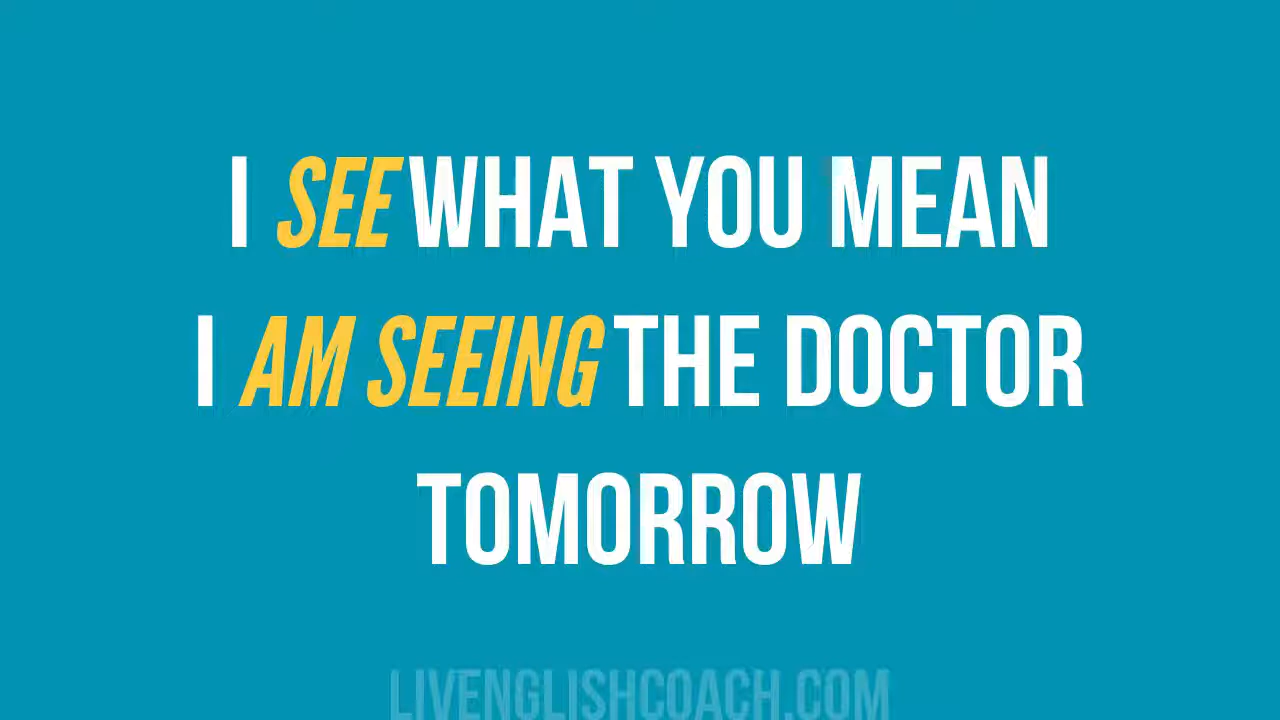 I SEE WHAT YOU MEAN
I AM SEEING THE DOCTOR
TOMORROW
LIVENGLISHCOACH.COM